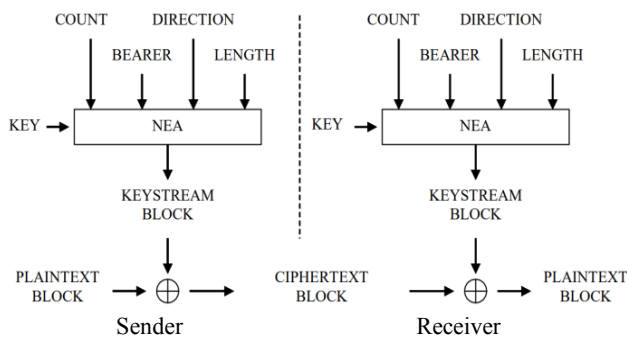 COUNT DIRECTION COUNT DIRECTION
BEARER LENGTH BEARER LENGTH
KEY NEA KEY NEA
KEYSTREAM KEYSTREAM
BLOCK BLOCK
PLAINTEXT CIPHERTEXT PLAINTEXT
BLOCK BLOCK BLOCK
Sender Receiver